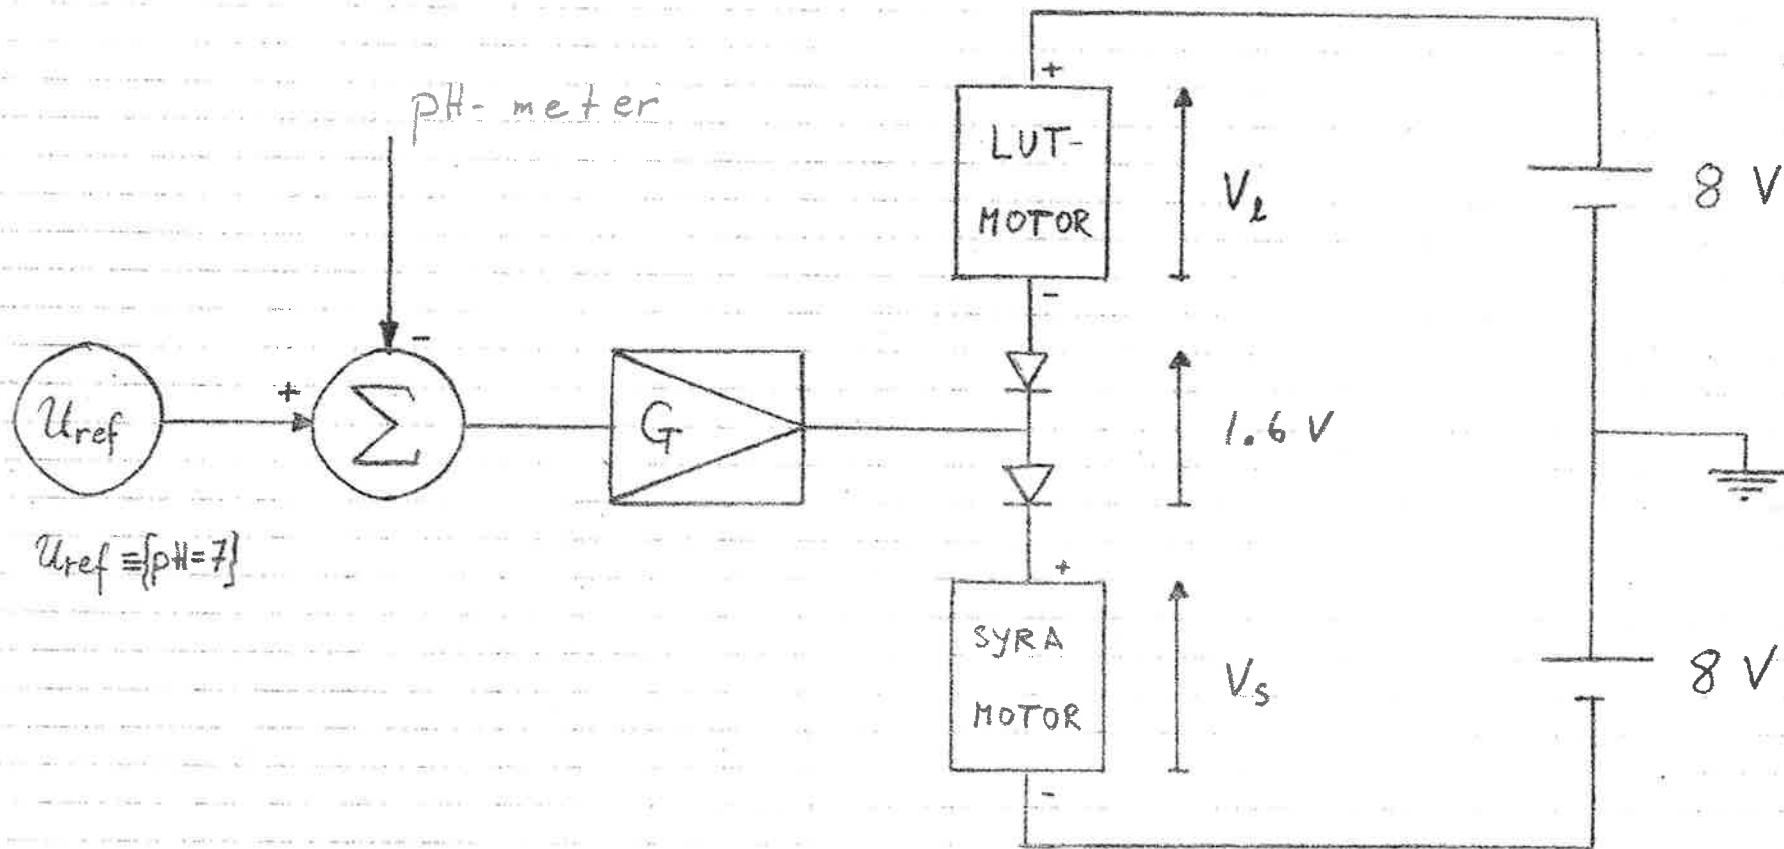 pH-meter
+
LUT-
MOTOR
-
V_l
8 V
U_ref
+
-
Σ
G
1.6 V
U_ref ≡{pH=7}
+
SYRA
MOTOR
-
V_s
8 V